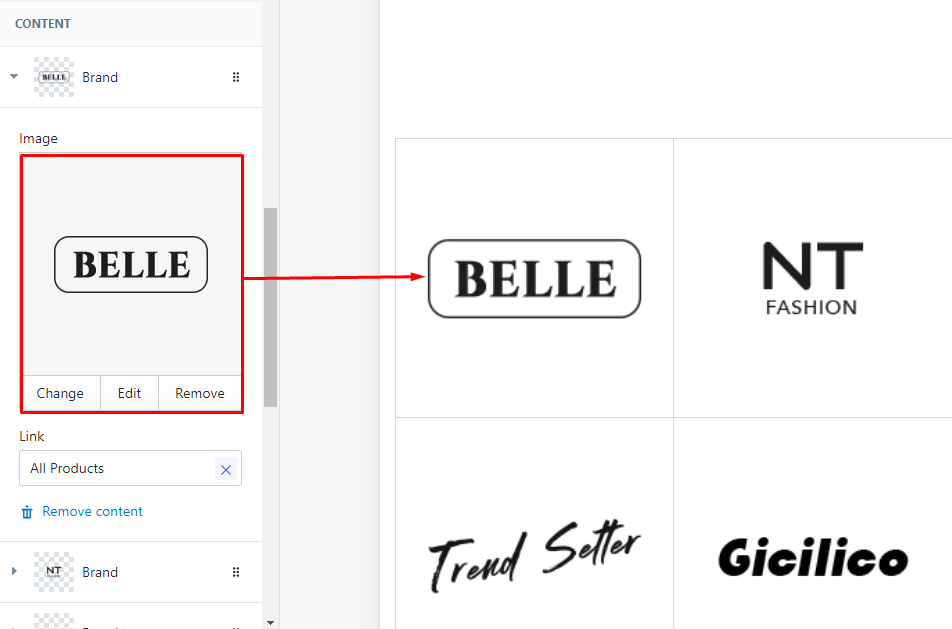 CONTENT
BELLE
Brand
Image
BELLE
Change
Edit
Remove
Link
All Products
Remove content
NT
FASHION
Brand
BELLE
NT
FASHION
Trend Setter
Gicilico